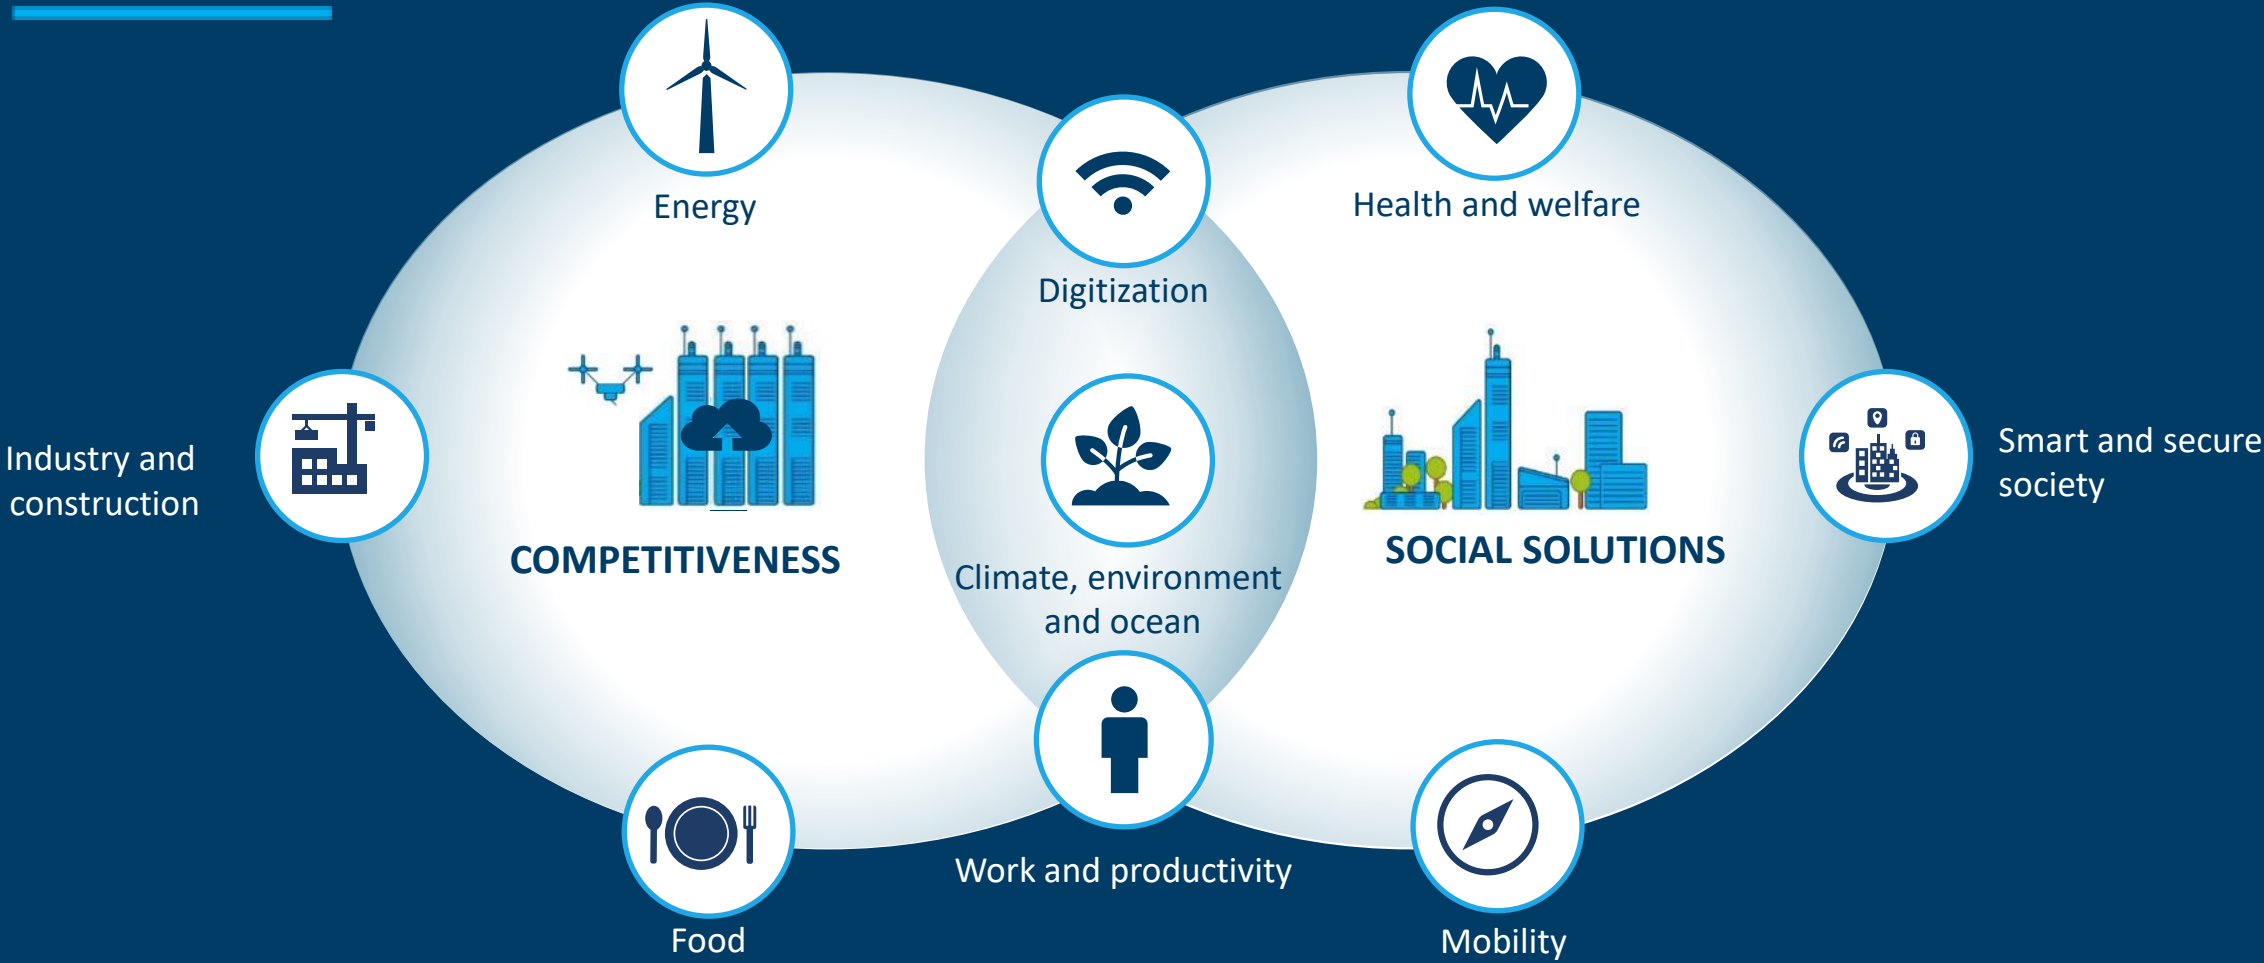 Energy
Health and welfare
Digitization
Industry and
construction
Smart and secure
society
COMPETITIVENESS
SOCIAL SOLUTIONS
Climate, environment
and ocean
Work and productivity
Food
Mobility